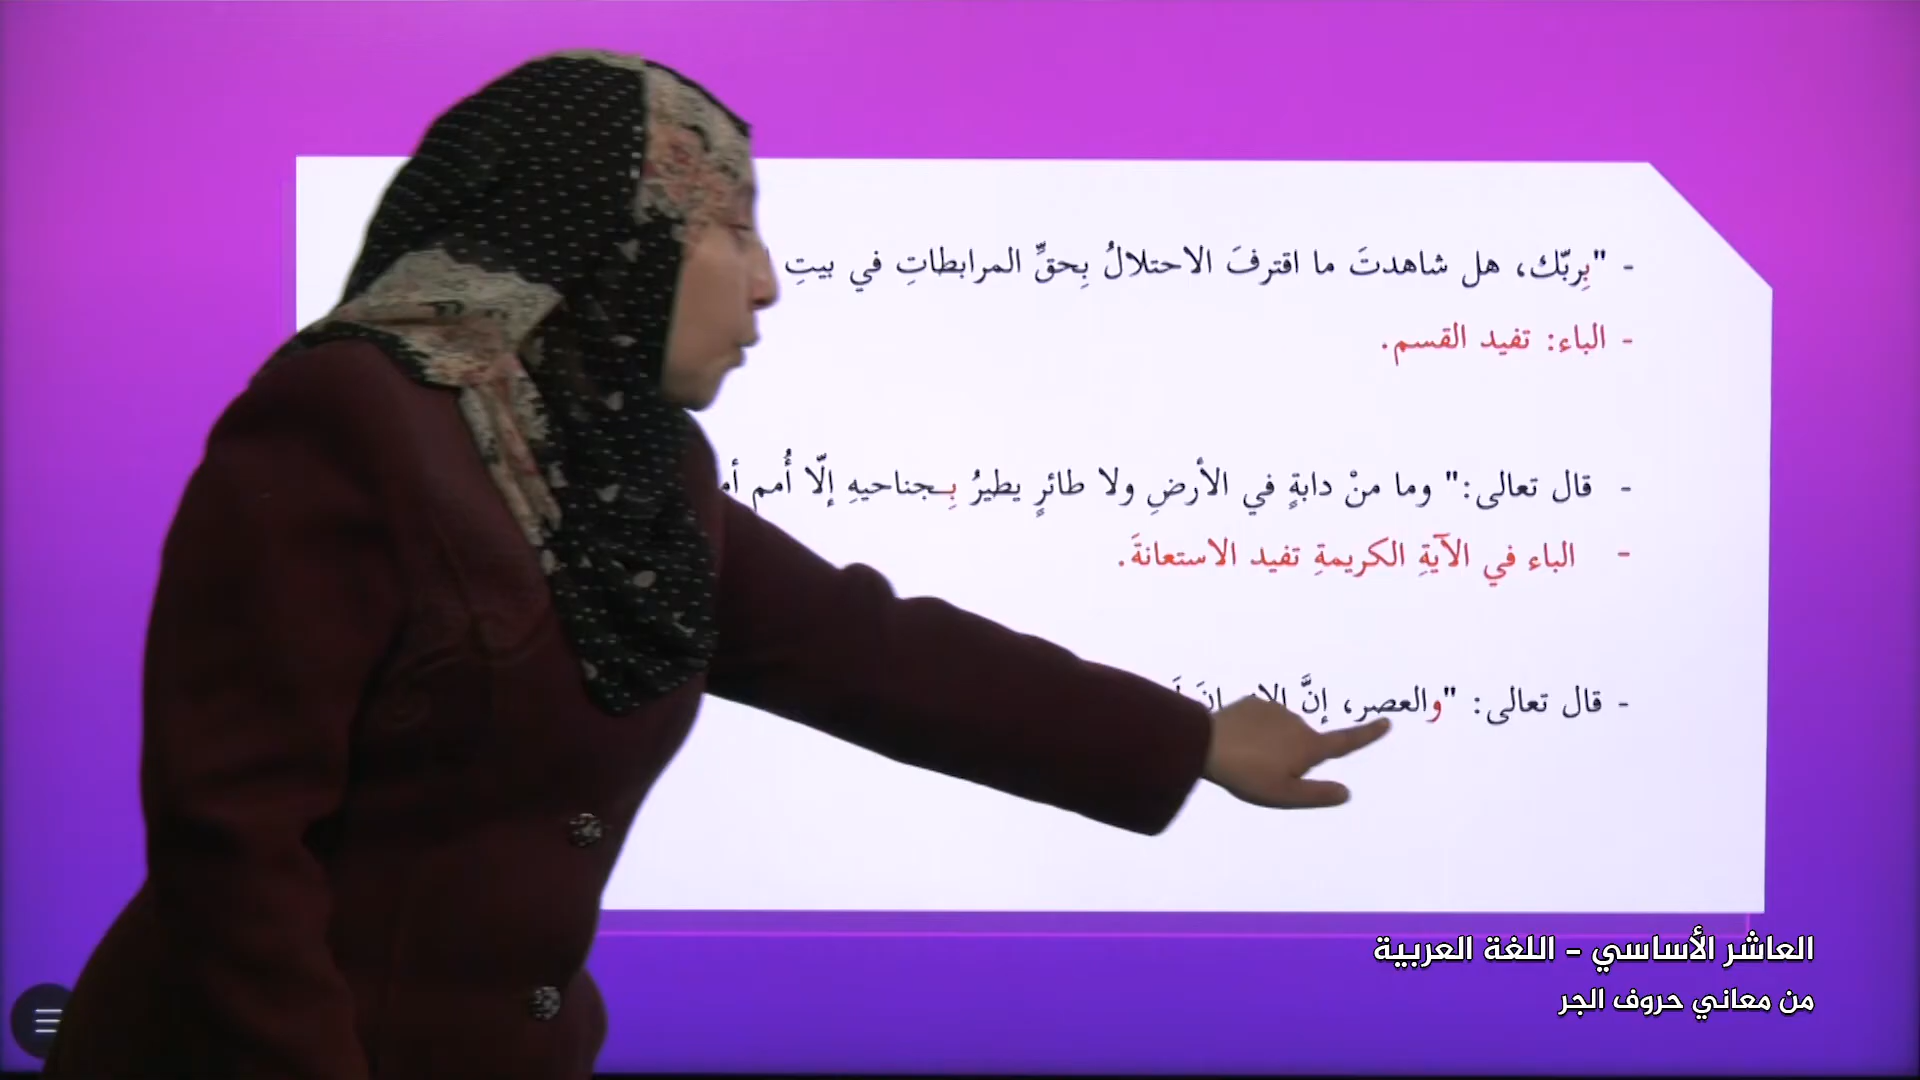 - "بِربّك، هل شاهدتَ ما اقترفَ الاحتلالُ بِحقِّ المرابطاتِ في بيتِ
- الباء: تفيد القسم.
- قال تعالى:" وما منْ دابةٍ في الأرضِ ولا طائرٍ يطيرُ بِـجناحيهِ إلّا أُمم
- الباء في الآيةِ الكريمةِ تفيد الاستعانةَ.
- قال تعالى: "والعصر، إنَّ
العاشر الأساسي - اللغة العربية
من معاني حروف الجر